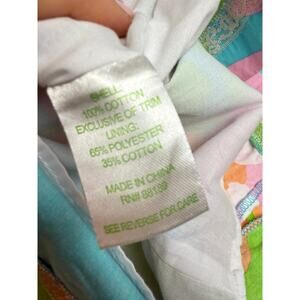 SHELL:
100% COTTON
EXCLUSIVE OF TRIM
LINING:
65% POLYESTER
35% COTTON
MADE IN CHINA
RN# 88139
SEE REVERSE FOR CARE